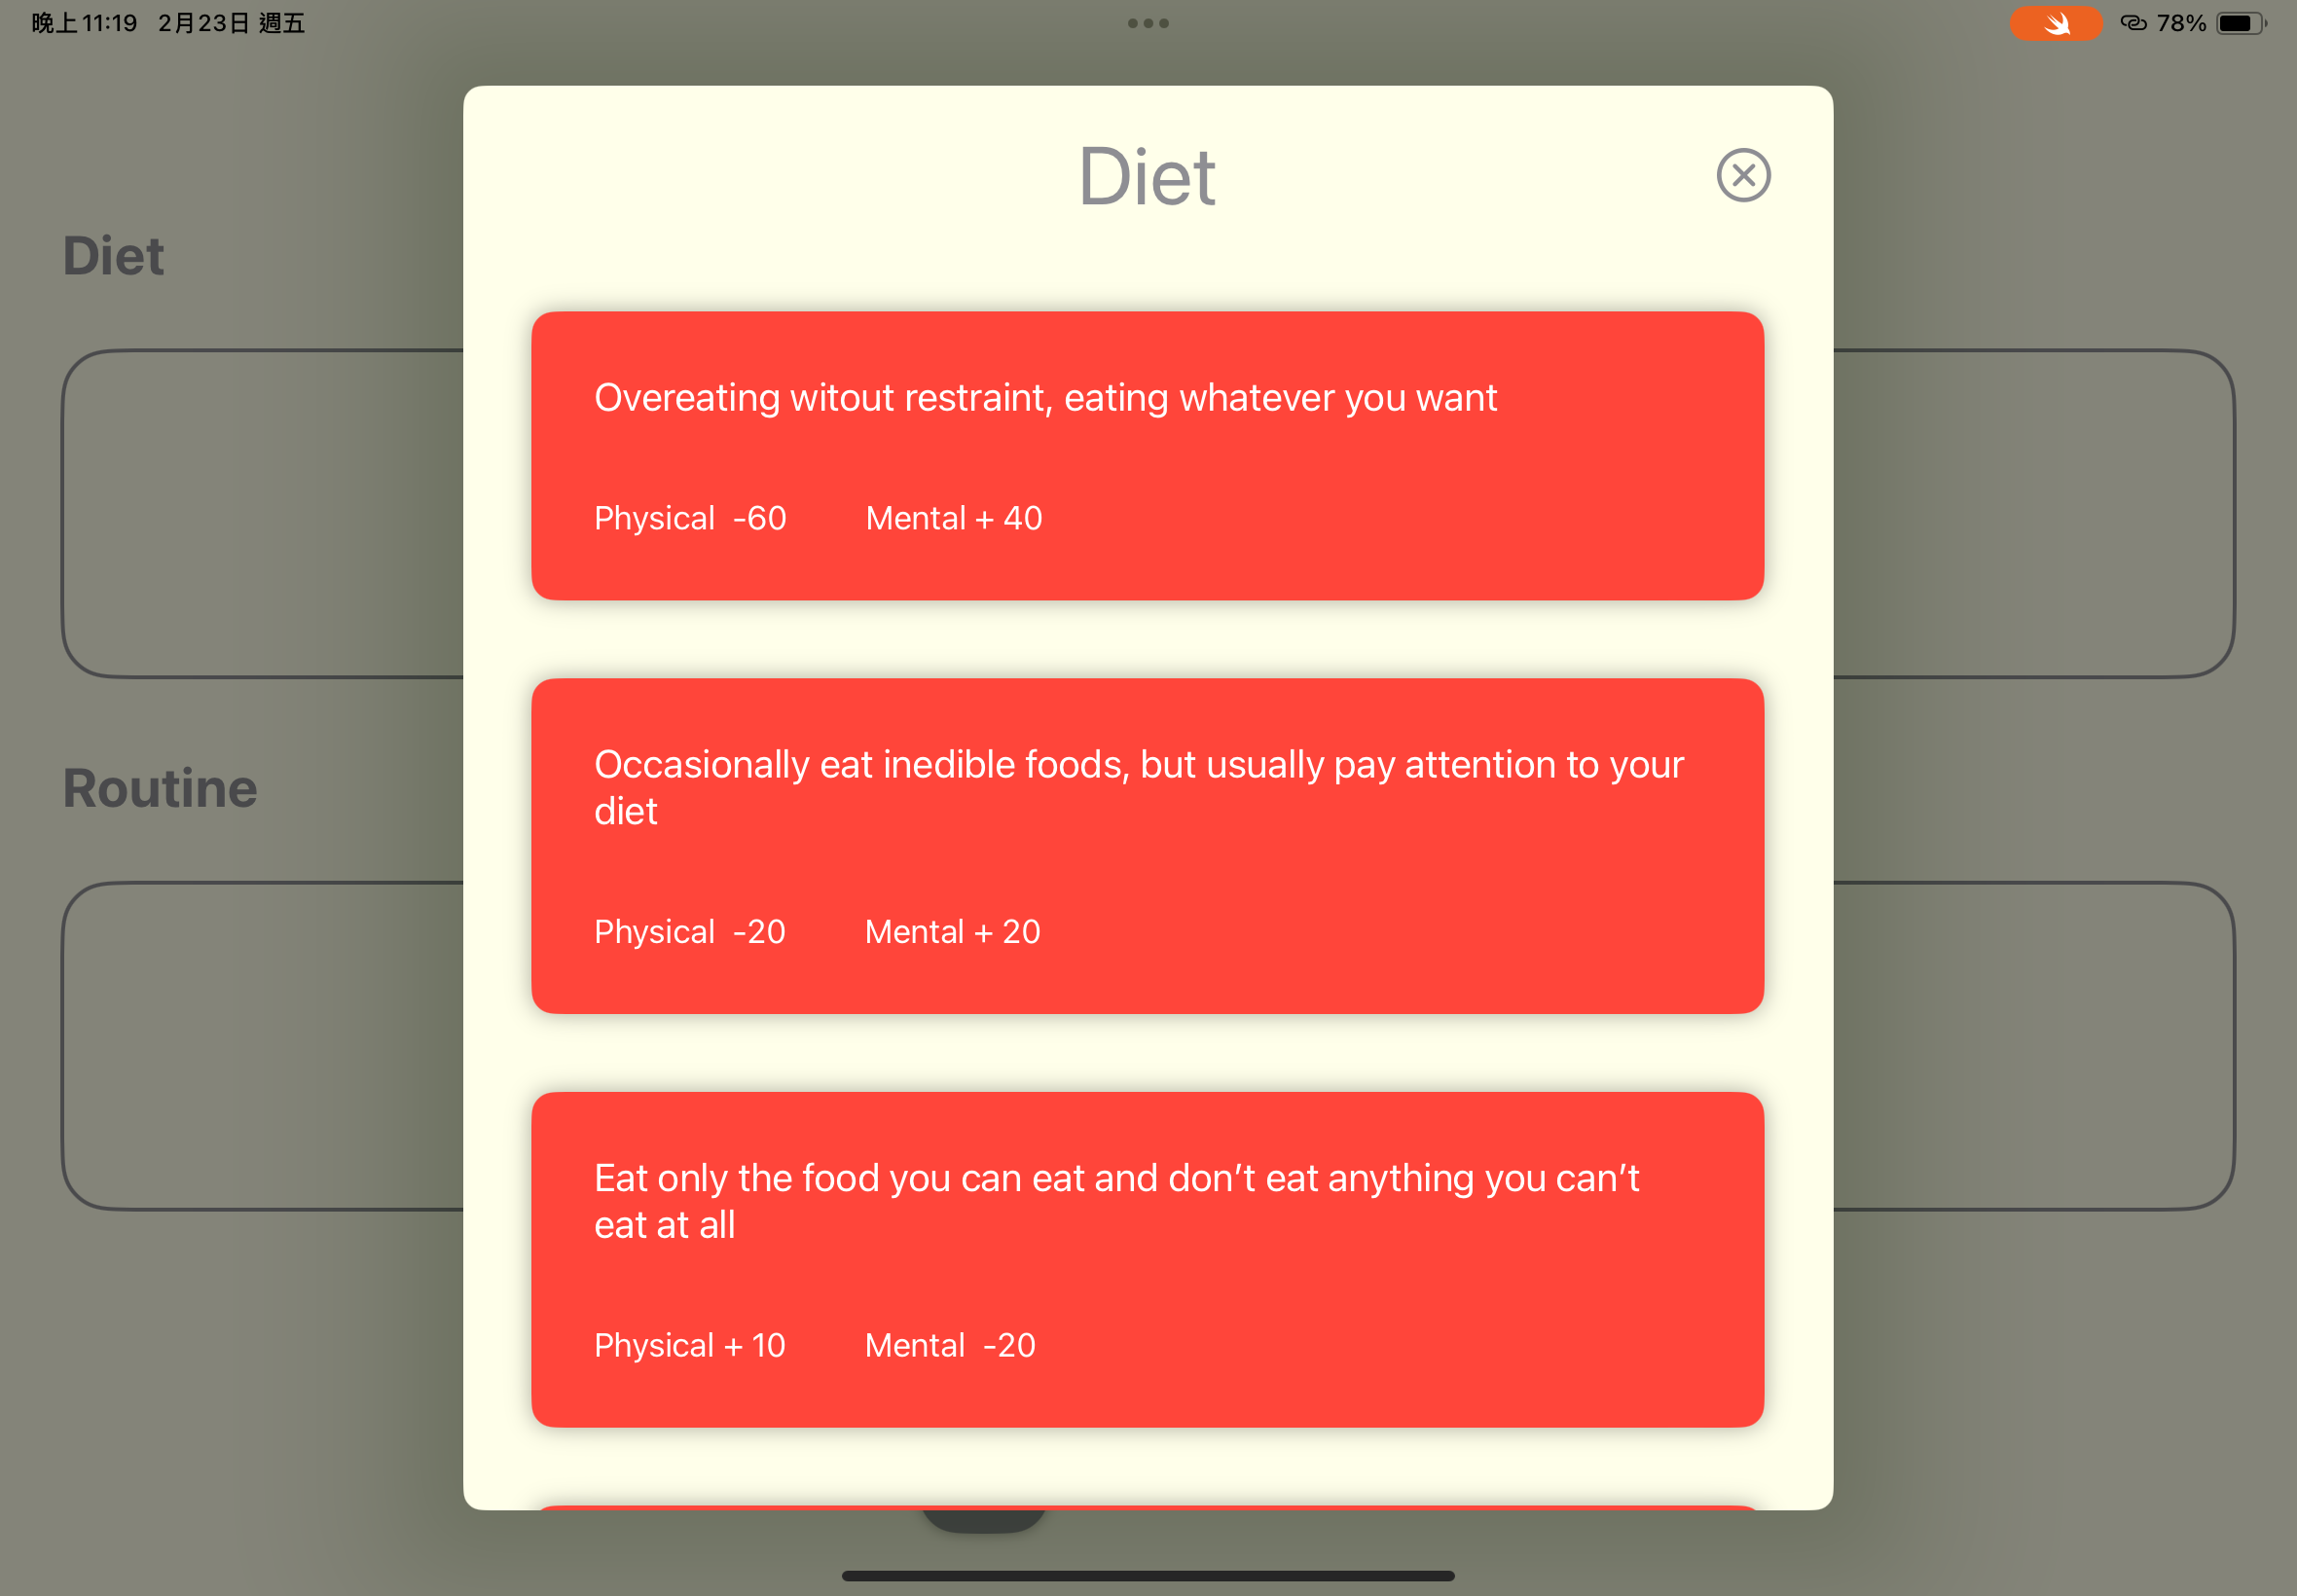 晚上11:19 2月23日 週五
78%
Diet
Diet
Overeating witout restraint, eating whatever you want
Physical -60 Mental + 40
Occasionally eat inedible foods, but usually pay attention to your
diet
Physical -20 Mental + 20
Routine
Eat only the food you can eat and don’t eat anything you can’t
eat at all
Physical + 10 Mental -20